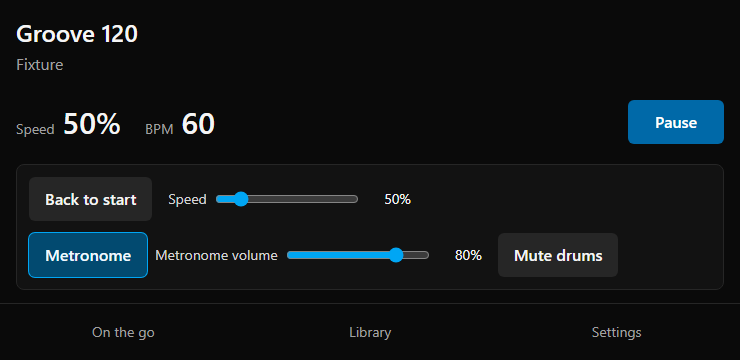 Groove 120
Fixture
Speed 50% BPM 60 Pause
Back to start Speed 50%
Metronome Metronome volume 80% Mute drums
On the go Library Settings